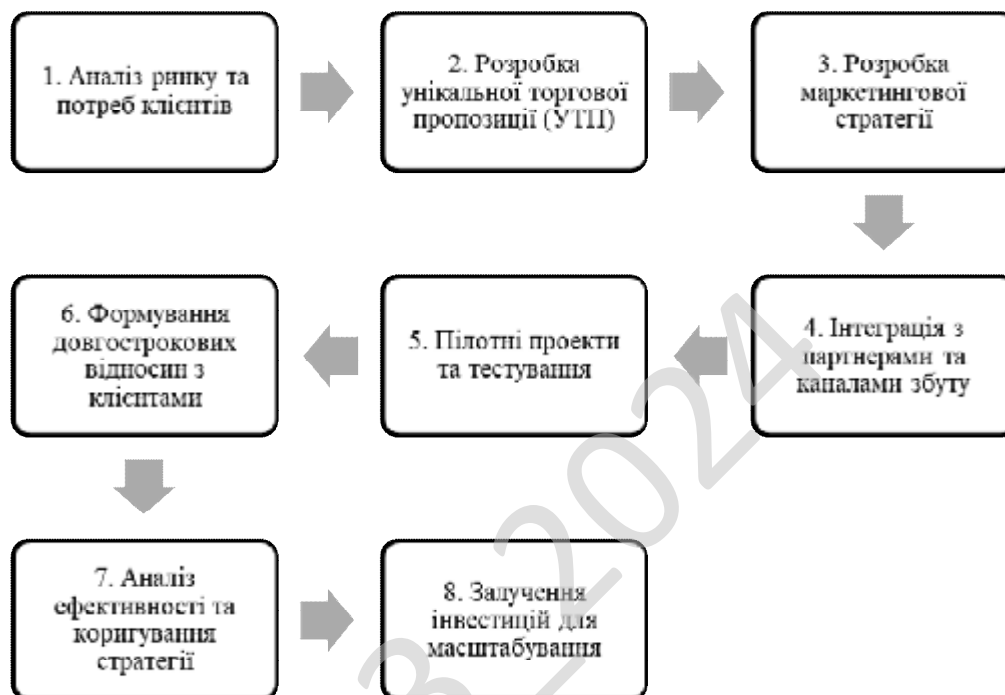 1. Аналіз ринку та
потреб клієнтів
2. Розробка
унікальної торгової
пропозиції (УТП)
3. Розробка
маркетингової
стратегії
4. Інтеграція з
партнерами та
каналами збуту
5. Пілотні проекти
та тестування
6. Формування
довгострокових
відносин з
клієнтами
7. Аналіз
ефективності та
коригування
стратегії
8. Залучення
інвестицій для
масштабування
3_2024